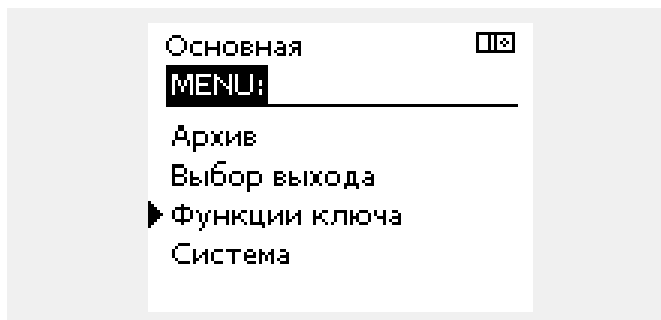 Основная
MENU:
Архив
Выбор выхода
Функции ключа
Система